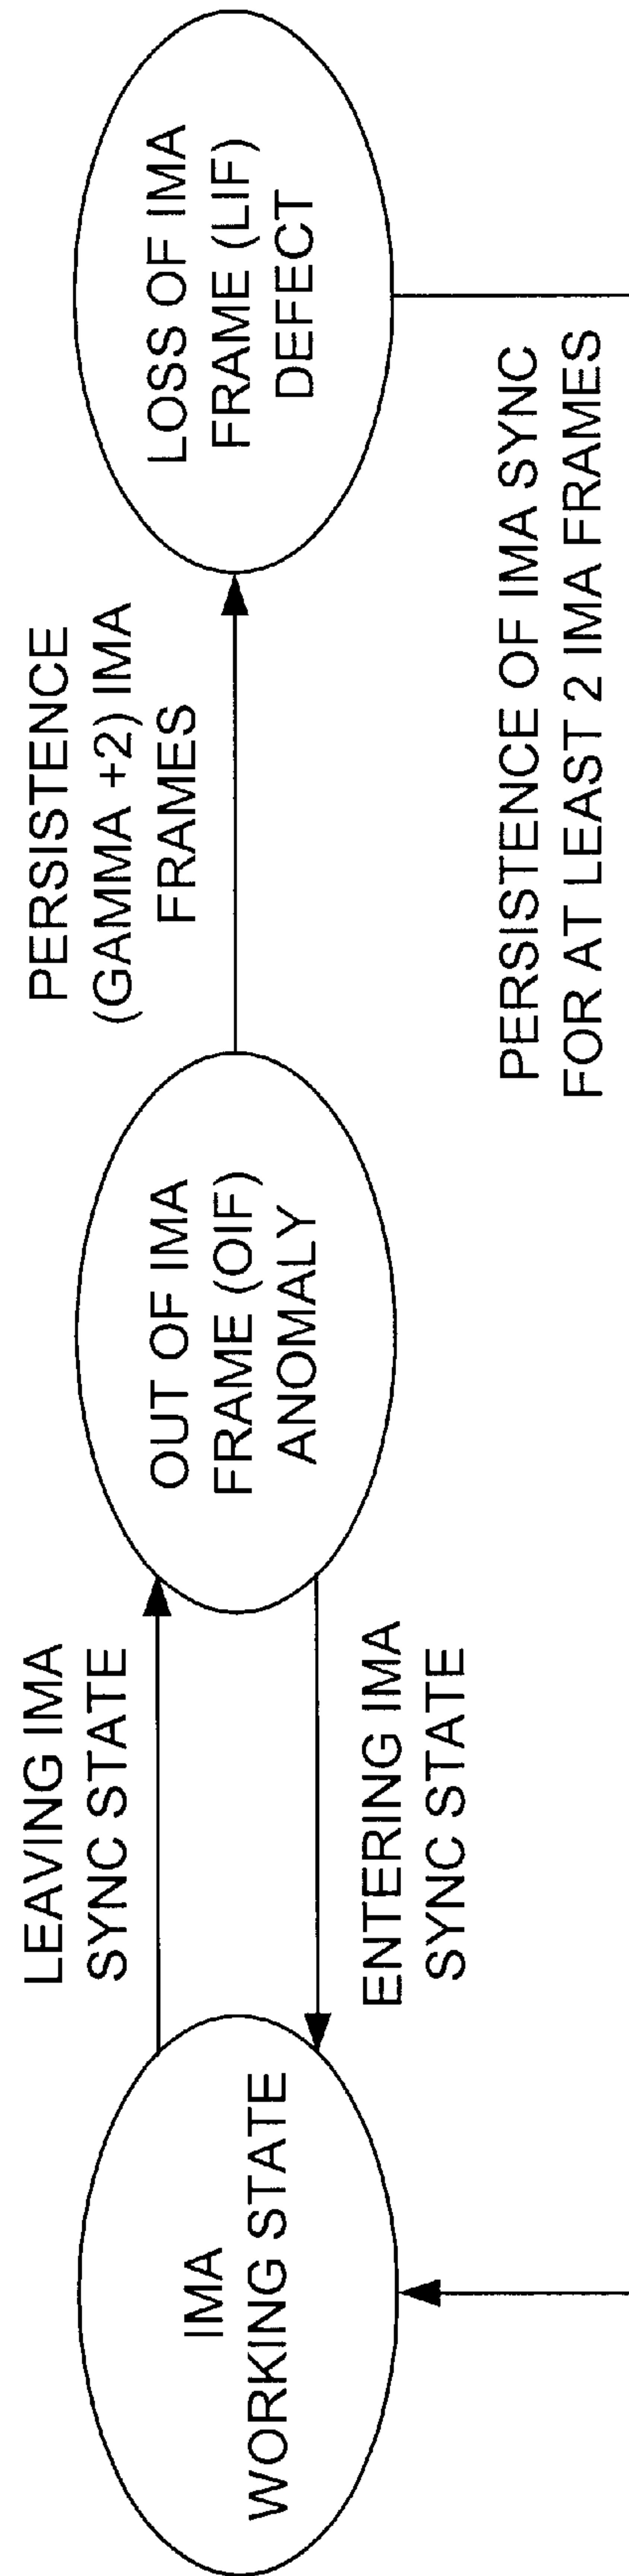 LEAVING IMA
SYNC STATE
PERSISTENCE
(GAMMA +2) IMA
FRAMES
IMA
WORKING STATE
OUT OF IMA
FRAME (OIF)
ANOMALY
LOSS OF IMA
FRAME (LIF)
DEFECT
ENTERING IMA
SYNC STATE
PERSISTENCE OF IMA SYNC
FOR AT LEAST 2 IMA FRAMES